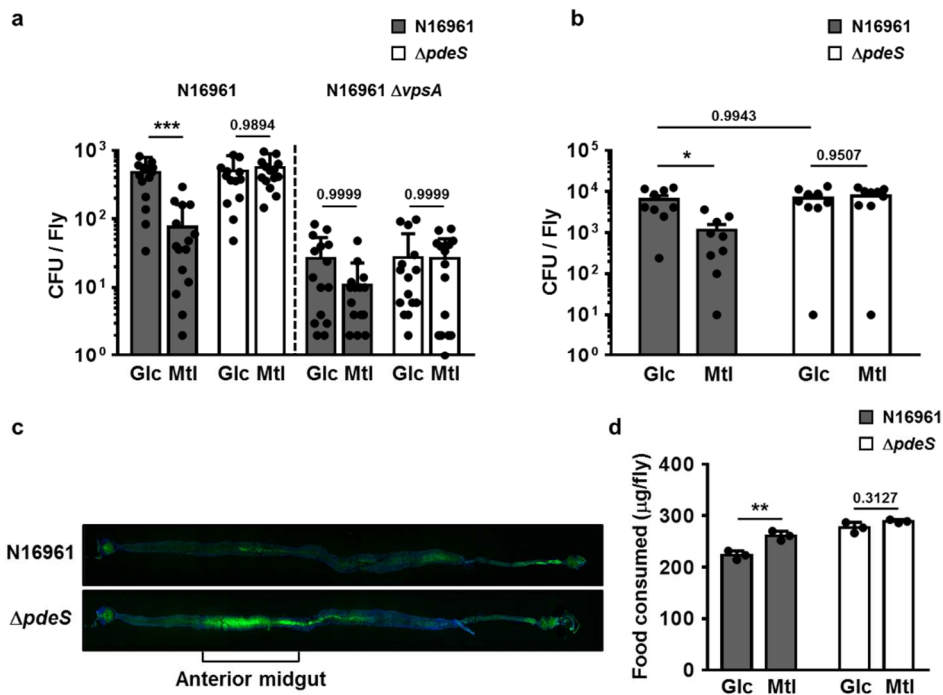 a
N16961
ΔpdeS
N16961
N16961 ΔvpsA
***
0.9894
0.9999
0.9999
CFU / Fly
10³
10²
10¹
10⁰
Glc Mtl Glc Mtl Glc Mtl Glc Mtl
b
N16961
ΔpdeS
0.9943
*
0.9507
CFU / Fly
10⁵
10⁴
10³
10²
10¹
10⁰
Glc Mtl Glc Mtl
c
N16961
ΔpdeS
Anterior midgut
d
N16961
ΔpdeS
**
0.3127
Food consumed (µg/fly)
400
300
200
100
0
Glc Mtl Glc Mtl